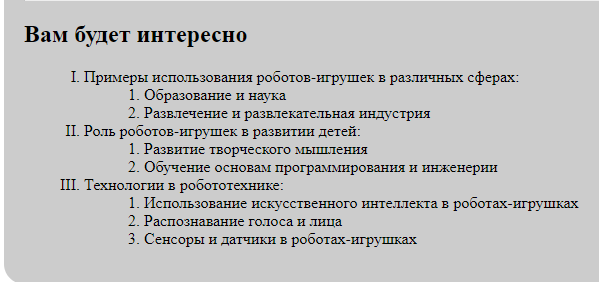 Вам будет интересно
I. Примеры использования роботов-игрушек в различных сферах:
1. Образование и наука
2. Развлечение и развлекательная индустрия
II. Роль роботов-игрушек в развитии детей:
1. Развитие творческого мышления
2. Обучение основам программирования и инженерии
III. Технологии в робототехнике:
1. Использование искусственного интеллекта в роботах-игрушках
2. Распознавание голоса и лица
3. Сенсоры и датчики в роботах-игрушках